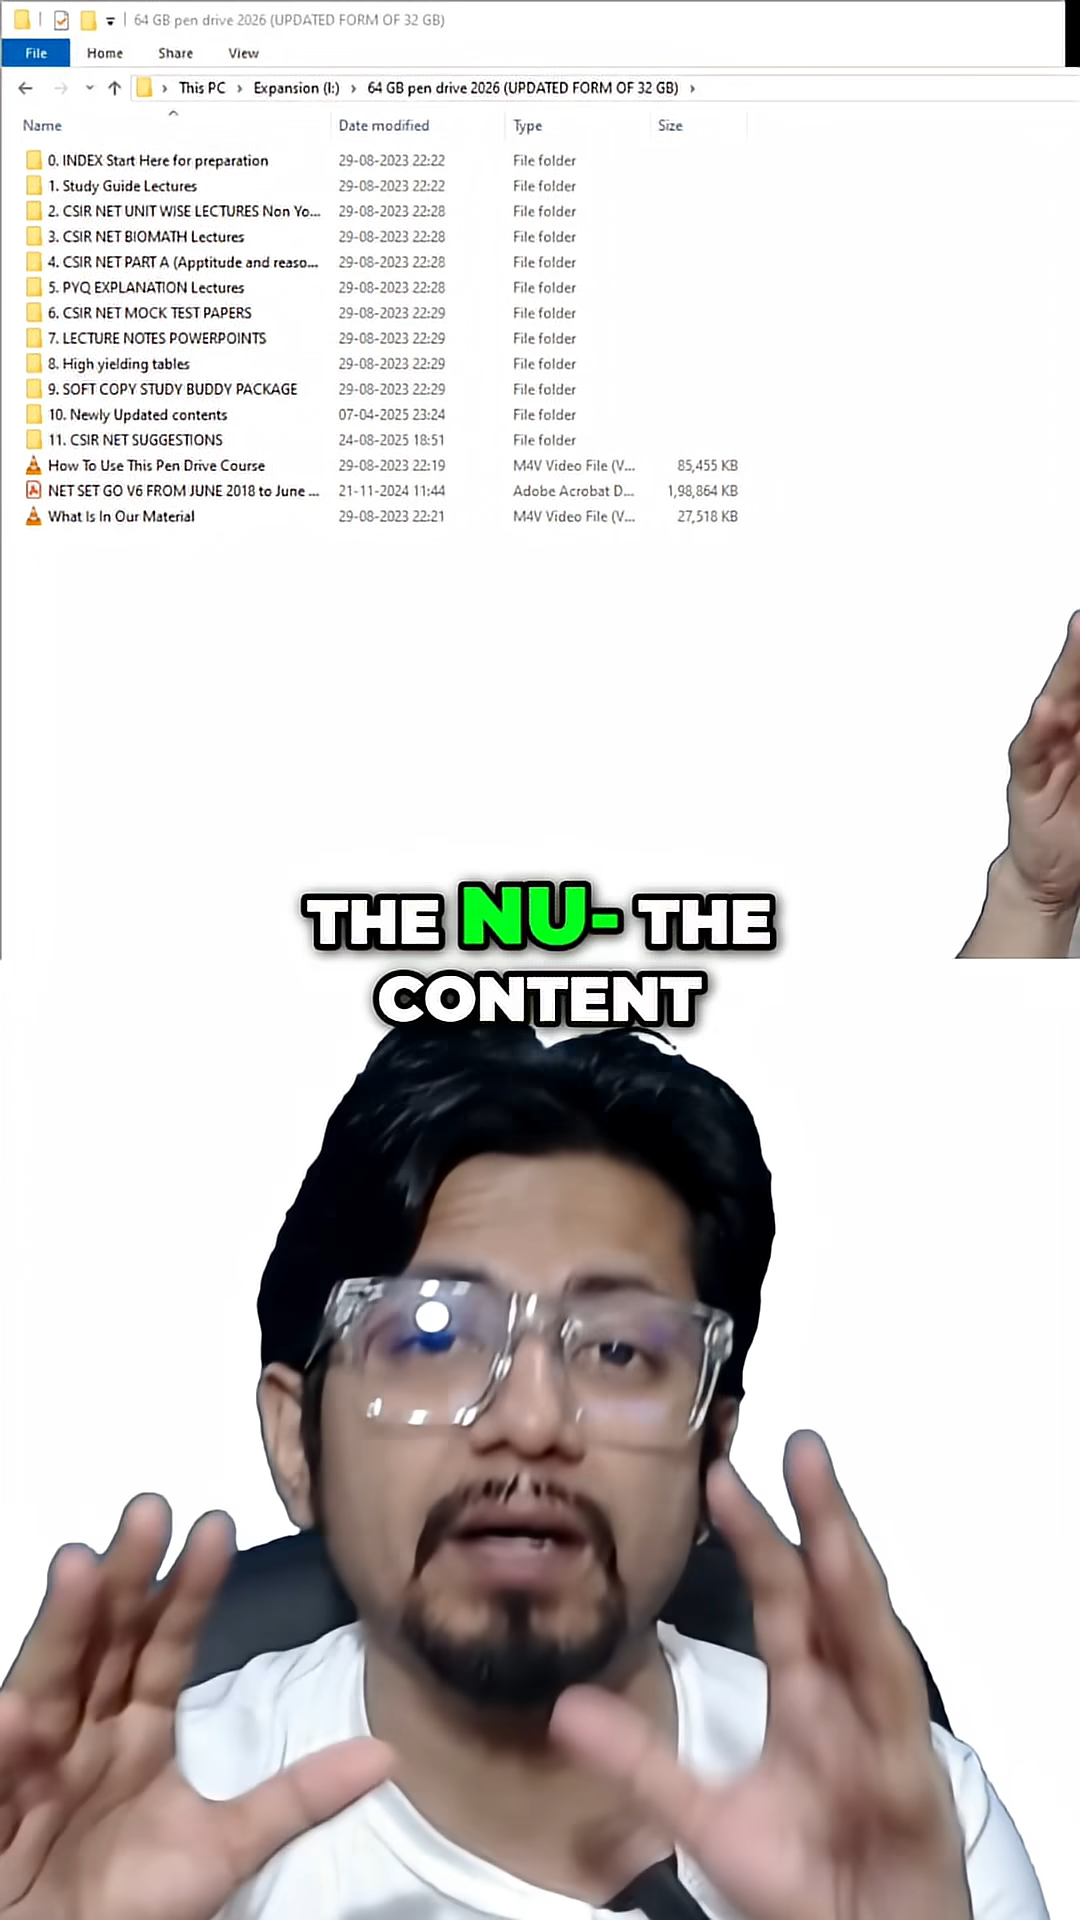 64 GB pen drive 2026 (UPDATED FORM OF 32 GB)
File Home Share View
This PC › Expansion (I:) › 64 GB pen drive 2026 (UPDATED FORM OF 32 GB) ›
Name Date modified Type Size
0. INDEX Start Here for preparation 29-08-2023 22:22 File folder
1. Study Guide Lectures 29-08-2023 22:22 File folder
2. CSIR NET UNIT WISE LECTURES Non Yo... 29-08-2023 22:28 File folder
3. CSIR NET BIOMATH Lectures 29-08-2023 22:28 File folder
4. CSIR NET PART A (Apptitude and reaso... 29-08-2023 22:28 File folder
5. PYQ EXPLANATION Lectures 29-08-2023 22:28 File folder
6. CSIR NET MOCK TEST PAPERS 29-08-2023 22:29 File folder
7. LECTURE NOTES POWERPOINTS 29-08-2023 22:29 File folder
8. High yielding tables 29-08-2023 22:29 File folder
9. SOFT COPY STUDY BUDDY PACKAGE 29-08-2023 22:29 File folder
10. Newly Updated contents 07-04-2025 23:24 File folder
11. CSIR NET SUGGESTIONS 24-08-2025 18:51 File folder
How To Use This Pen Drive Course 29-08-2023 22:19 M4V Video File (V... 85,455 KB
NET SET GO V6 FROM JUNE 2018 to June ... 21-11-2024 11:44 Adobe Acrobat D... 1,98,864 KB
What Is In Our Material 29-08-2023 22:21 M4V Video File (V... 27,518 KB
THE NU- THE
CONTENT